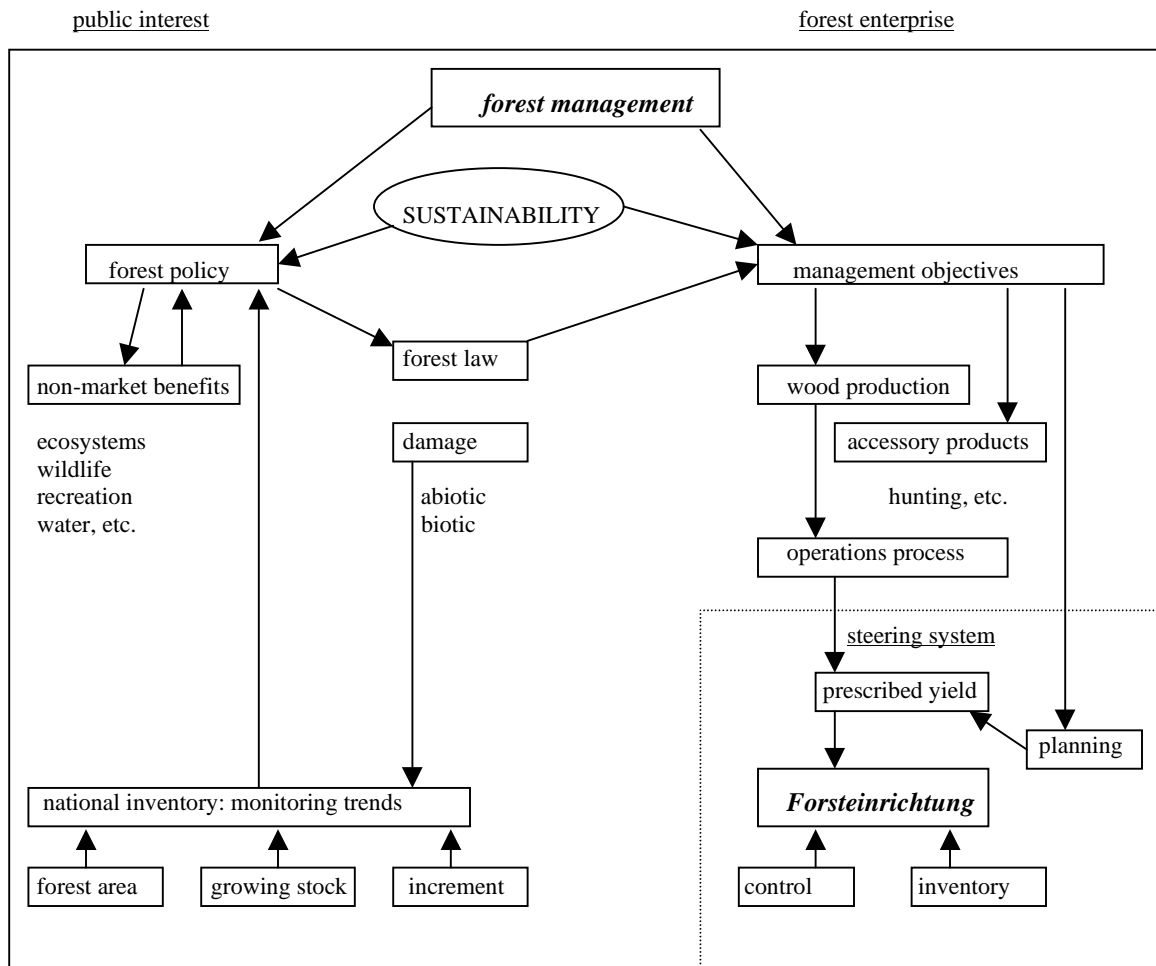 public interest
forest enterprise
forest management
SUSTAINABILITY
forest policy
management objectives
forest law
non-market benefits
wood production
ecosystems
wildlife
recreation
water, etc.
damage
abiotic
biotic
accessory products
hunting, etc.
operations process
steering system
prescribed yield
planning
national inventory: monitoring trends
Forsteinrichtung
forest area
growing stock
increment
control
inventory